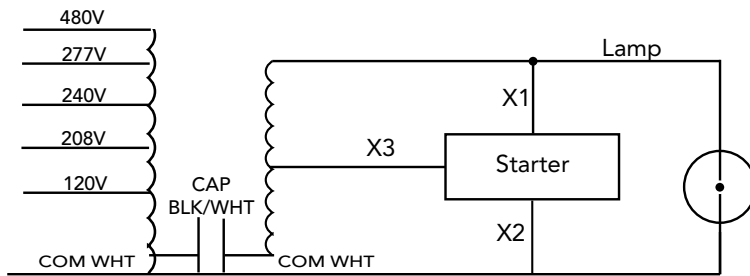 480V
277V
240V
208V
120V
COM WHT
CAP
BLK/WHT
COM WHT
X3
Lamp
X1
Starter
X2